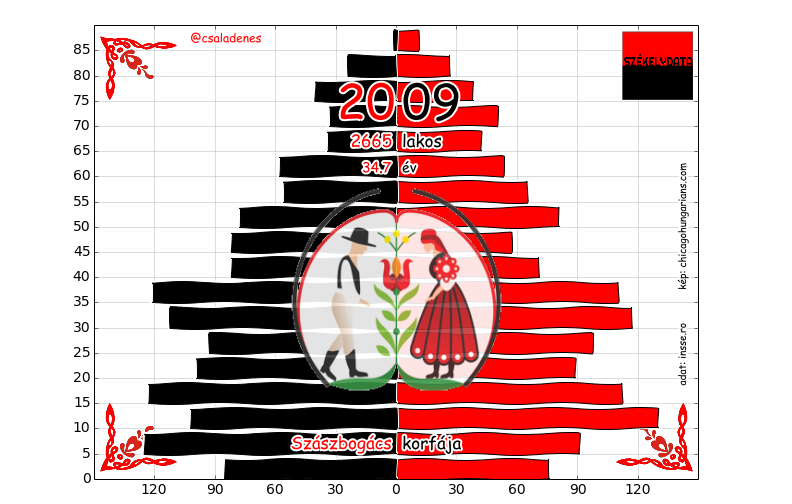 @csaladenes
SZÉKELYDATA
2009
2665 lakos
34.7 év
kép: chicagohungarians.com
adat: insse.ro
Szászbogács korfája
85
80
75
70
65
60
55
50
45
40
35
30
25
20
15
10
5
0
120 90 60 30 0 30 60 90 120